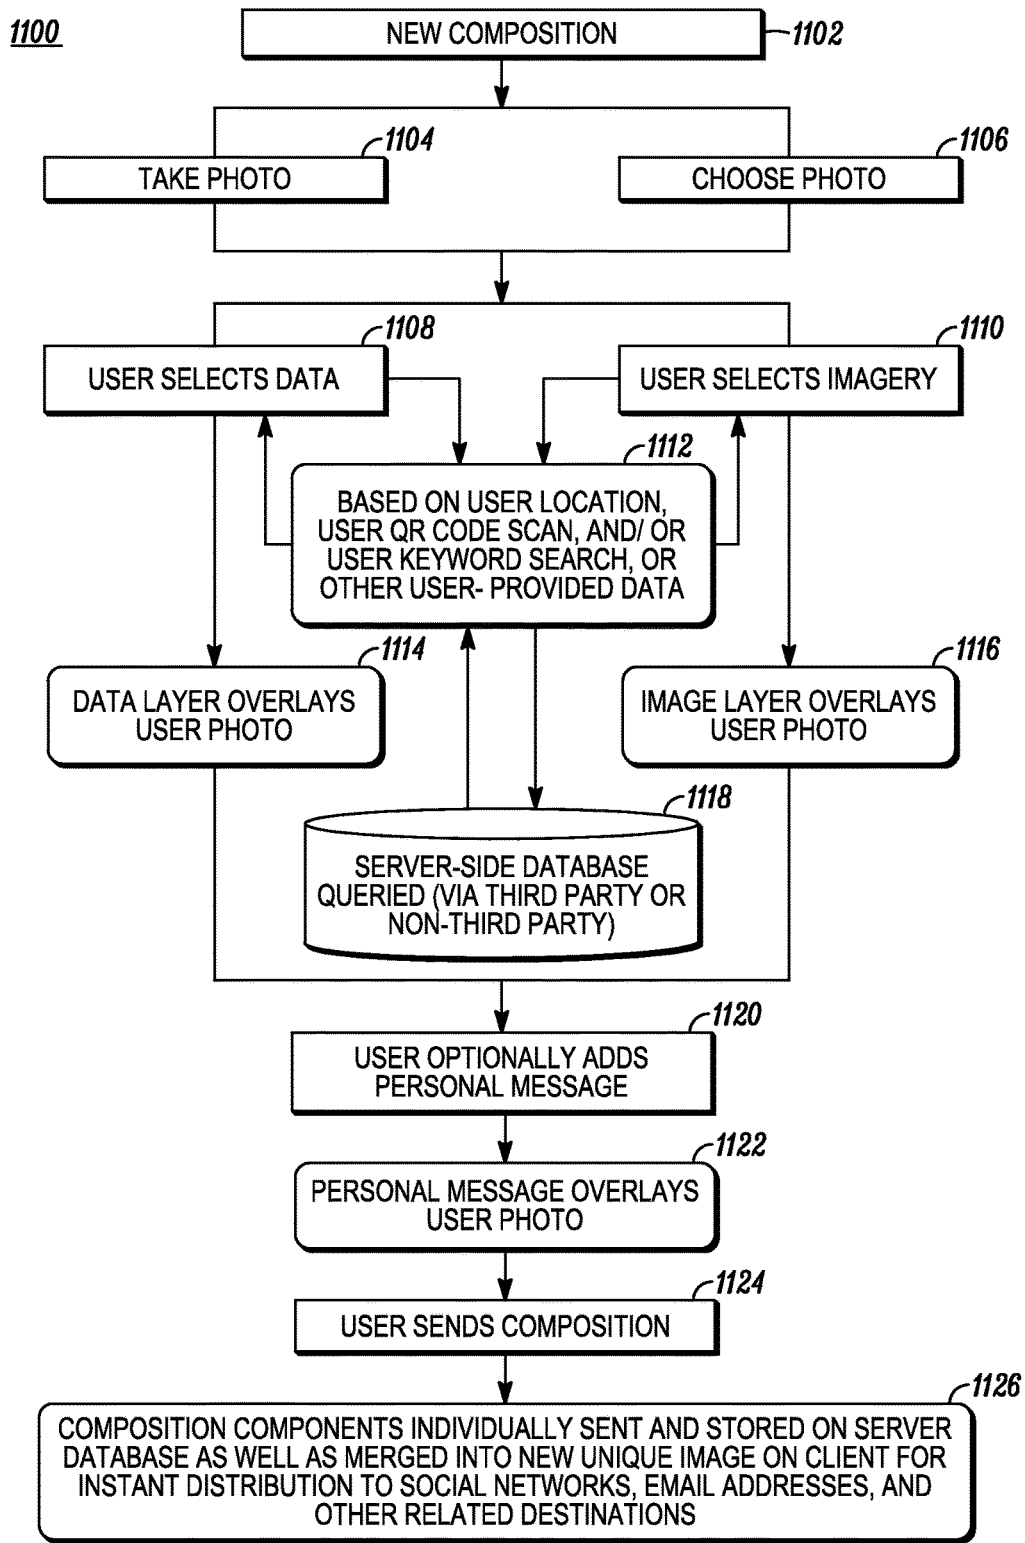 1100
NEW COMPOSITION
1102
1104
TAKE PHOTO
1106
CHOOSE PHOTO
1108
USER SELECTS DATA
1110
USER SELECTS IMAGERY
1112
BASED ON USER LOCATION,
USER QR CODE SCAN, AND/ OR
USER KEYWORD SEARCH, OR
OTHER USER- PROVIDED DATA
1114
DATA LAYER OVERLAYS
USER PHOTO
1116
IMAGE LAYER OVERLAYS
USER PHOTO
1118
SERVER-SIDE DATABASE
QUERIED (VIA THIRD PARTY OR
NON-THIRD PARTY)
1120
USER OPTIONALLY ADDS
PERSONAL MESSAGE
1122
PERSONAL MESSAGE OVERLAYS
USER PHOTO
1124
USER SENDS COMPOSITION
1126
COMPOSITION COMPONENTS INDIVIDUALLY SENT AND STORED ON SERVER
DATABASE AS WELL AS MERGED INTO NEW UNIQUE IMAGE ON CLIENT FOR
INSTANT DISTRIBUTION TO SOCIAL NETWORKS, EMAIL ADDRESSES, AND
OTHER RELATED DESTINATIONS